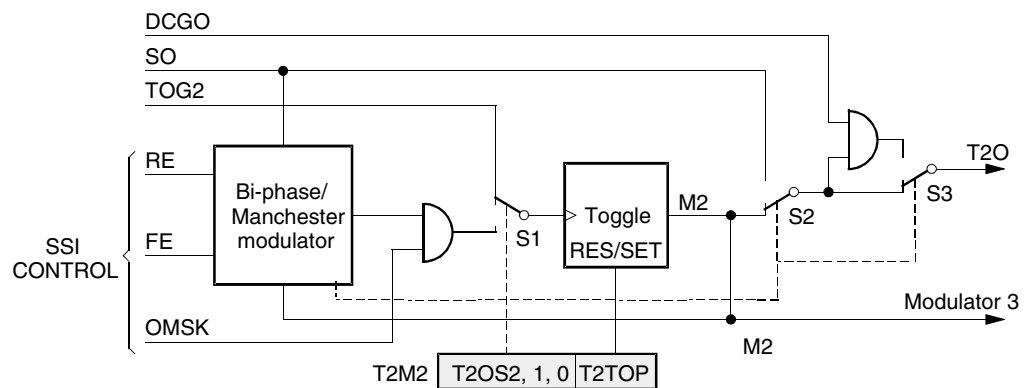 DCGO
SO
TOG2
RE
Bi-phase/
Manchester
modulator
FE
SSI
CONTROL
OMSK
S1
Toggle
RES/SET
M2
S2
S3
T2O
Modulator 3
M2
T2M2
T2OS2, 1, 0
T2TOP